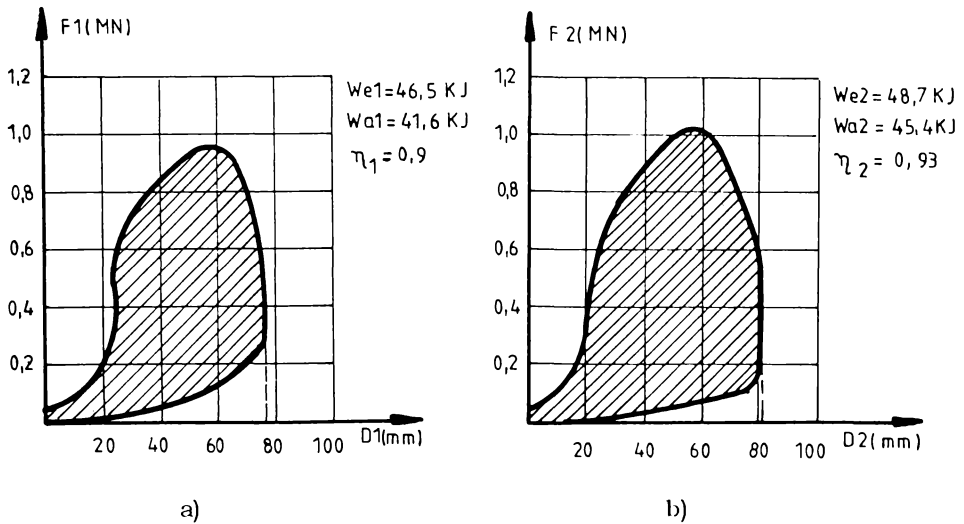 F1(MN)
1,2
1,0
0,8
0,6
0,4
0,2
20 40 60 80 100
D1(mm)
We1=46,5 KJ
Wa1=41,6 KJ
η1=0,9
a)
F2(MN)
1,2
1,0
0,8
0,6
0,4
0,2
20 40 60 80 100
D2(mm)
We2=48,7 KJ
Wa2=45,4KJ
η2=0,93
b)